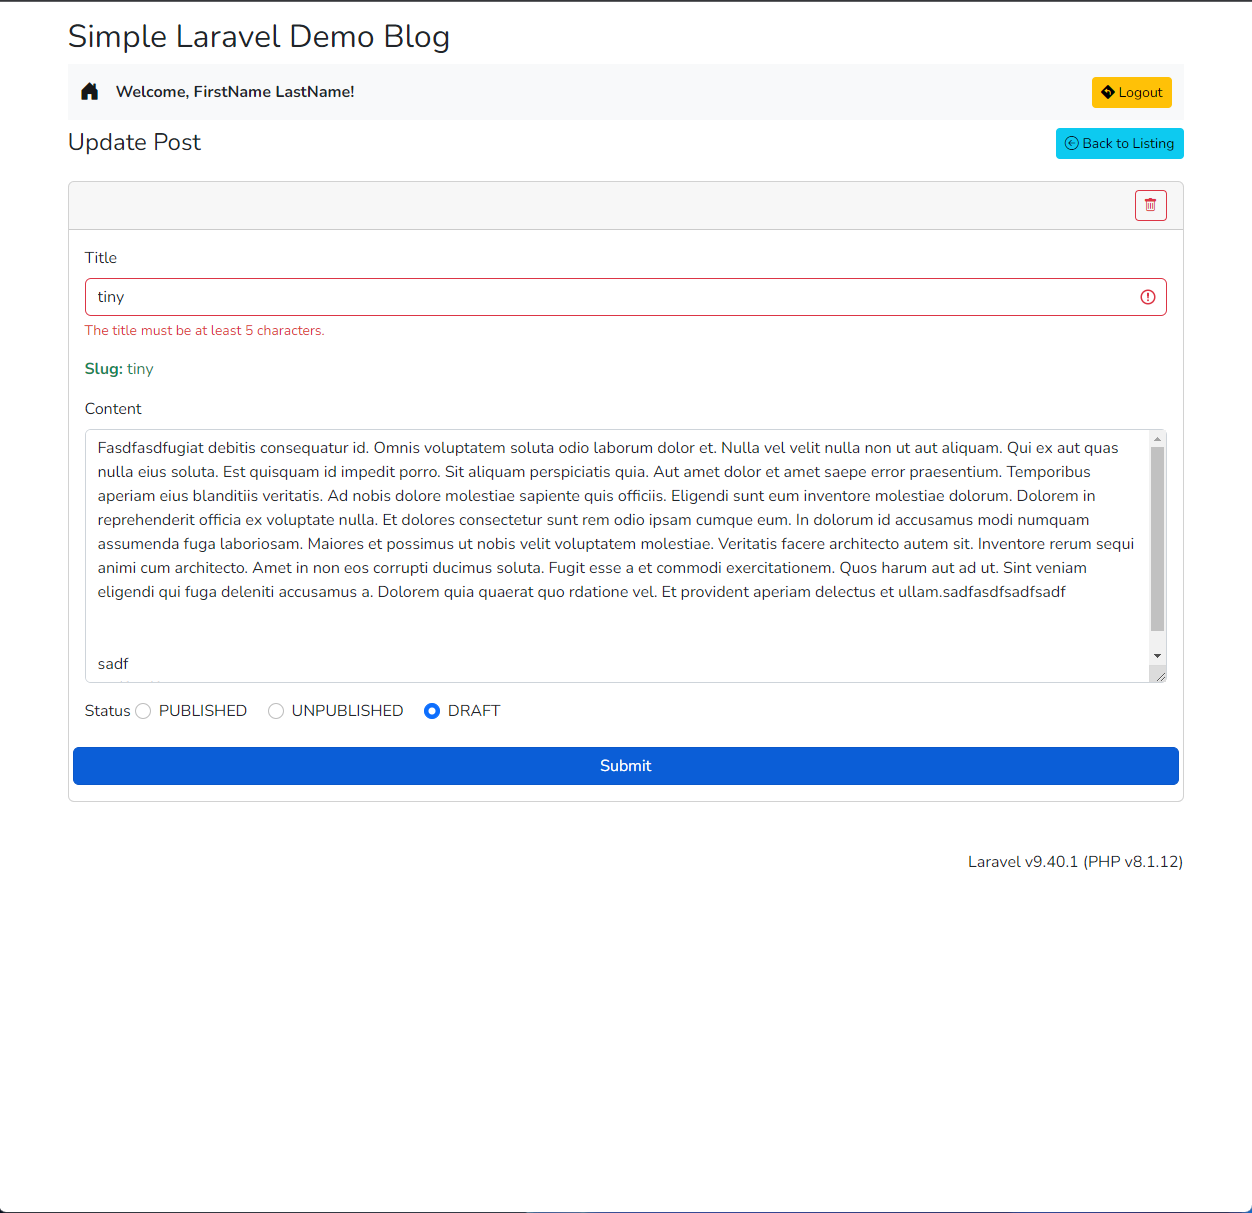 Simple Laravel Demo Blog
Welcome, FirstName LastName!
Logout
Update Post
Back to Listing
Title
tiny
The title must be at least 5 characters.
Slug: tiny
Content
Fasdfasdfugiat debitis consequatur id. Omnis voluptatem soluta odio laborum dolor et. Nulla vel velit nulla non ut aut aliquam. Qui ex aut quas
nulla eius soluta. Est quisquam id impedit porro. Sit aliquam perspiciatis quia. Aut amet dolor et amet saepe error praesentium. Temporibus
aperiam eius blanditiis veritatis. Ad nobis dolore molestiae sapiente quis officiis. Eligendi sunt eum inventore molestiae dolorum. Dolorem in
reprehenderit officia ex voluptate nulla. Et dolores consectetur sunt rem odio ipsam cumque eum. In dolorum id accusamus modi numquam
assumenda fuga laboriosam. Maiores et possimus ut nobis velit voluptatem molestiae. Veritatis facere architecto autem sit. Inventore rerum sequi
animi cum architecto. Amet in non eos corrupti ducimus soluta. Fugit esse a et commodi exercitationem. Quos harum aut ad ut. Sint veniam
eligendi qui fuga deleniti accusamus a. Dolorem quia quaerat quo rdatione vel. Et provident aperiam delectus et ullam.sadfasdfsadfsadf
sadf
Status PUBLISHED UNPUBLISHED DRAFT
Submit
Laravel v9.40.1 (PHP v8.1.12)